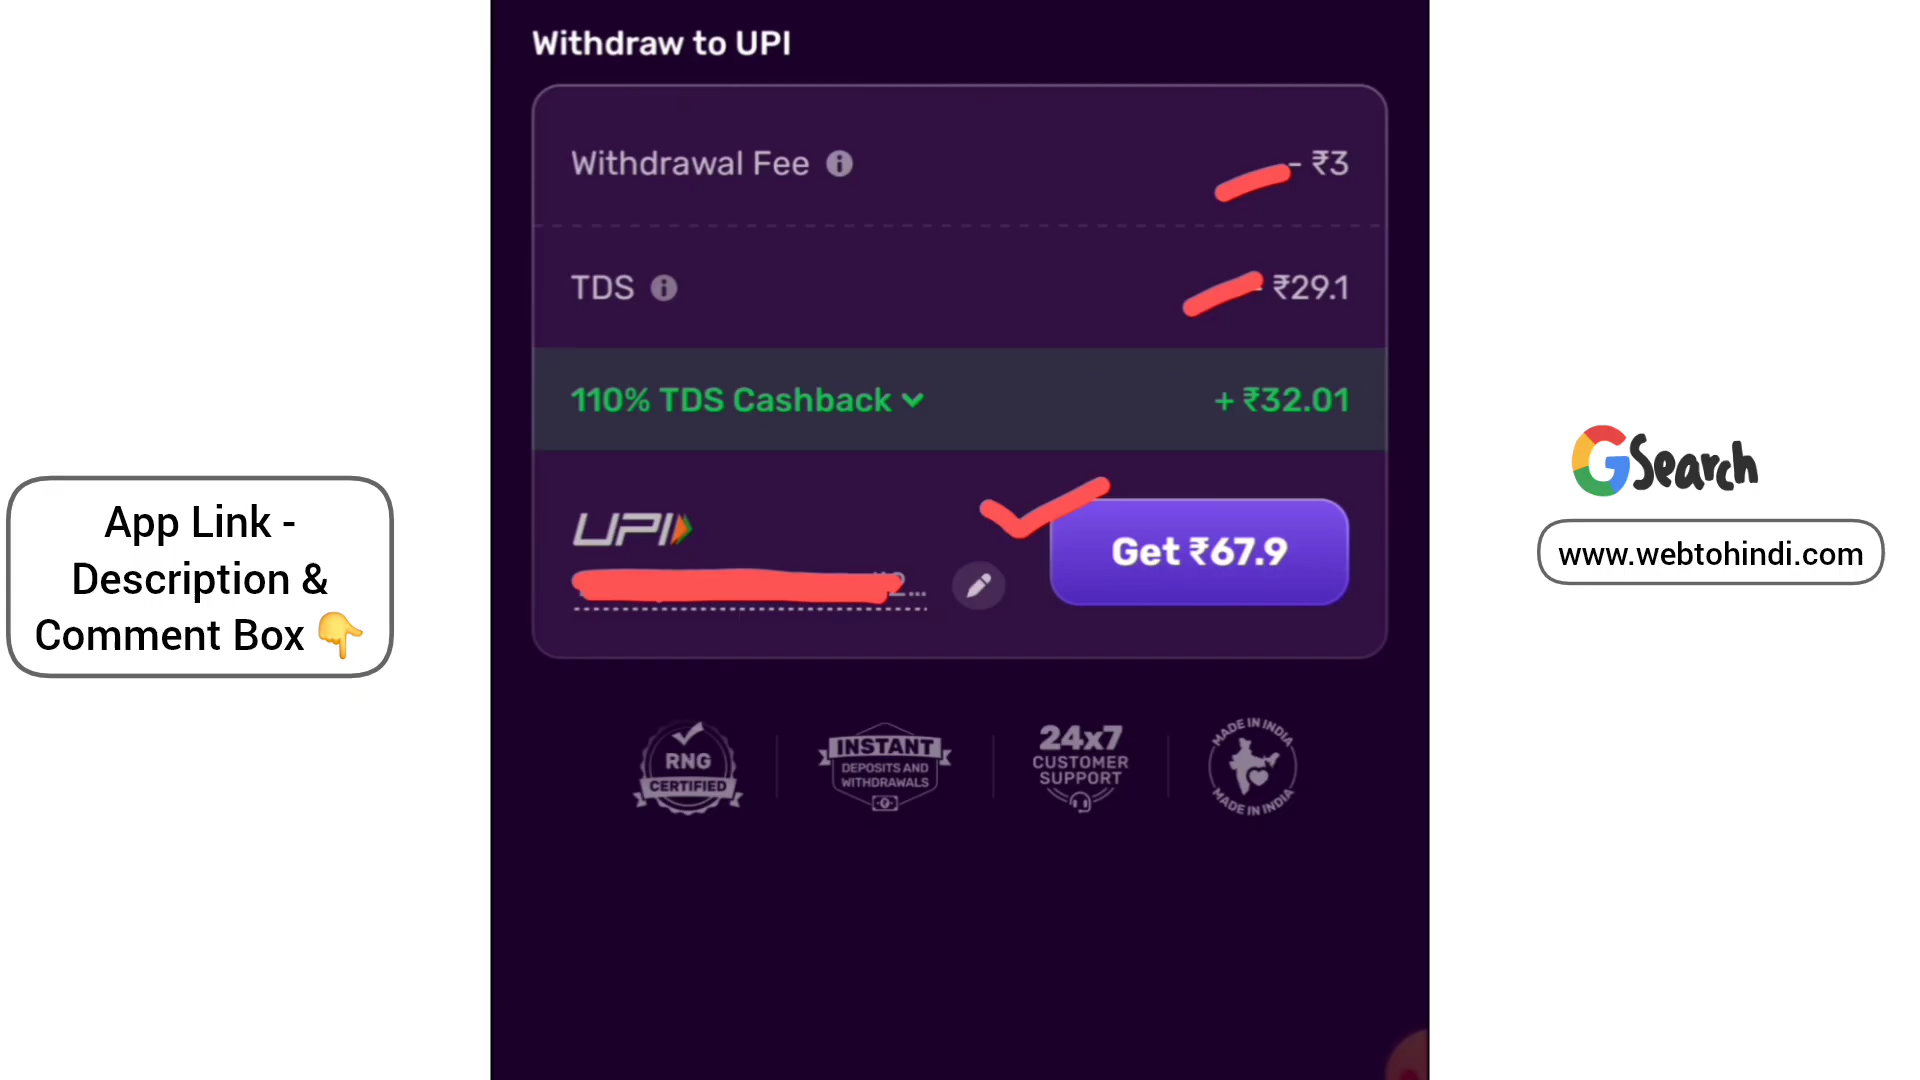 Withdraw to UPI
Withdrawal Fee
- ₹3
TDS
- ₹29.1
110% TDS Cashback
+ ₹32.01
UPI
Get ₹67.9
App Link -
Description &
Comment Box 👇
G Search
www.webtohindi.com
RNG
CERTIFIED
INSTANT
DEPOSITS AND
WITHDRAWALS
24x7
CUSTOMER
SUPPORT
MADE IN INDIA
MADE IN INDIA